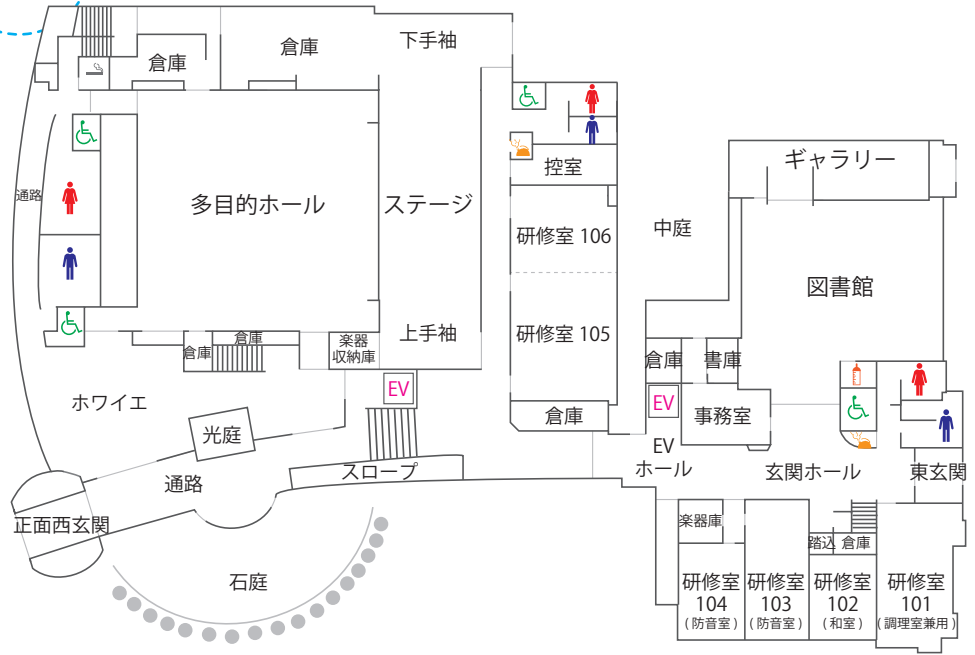 下手袖
倉庫
倉庫
ギャラリー
控室
通路
多目的ホール
ステージ
中庭
研修室 106
図書館
研修室 105
上手袖
倉庫
楽器
収納庫
倉庫
倉庫
書庫
EV
EV
ホワイエ
倉庫
事務室
光庭
EV
ホール
スロープ
玄関ホール
東玄関
通路
正面西玄関
楽器庫
踏込
倉庫
石庭
研修室
104
(防音室)
研修室
103
(防音室)
研修室
102
(和室)
研修室
101
(調理室兼用)